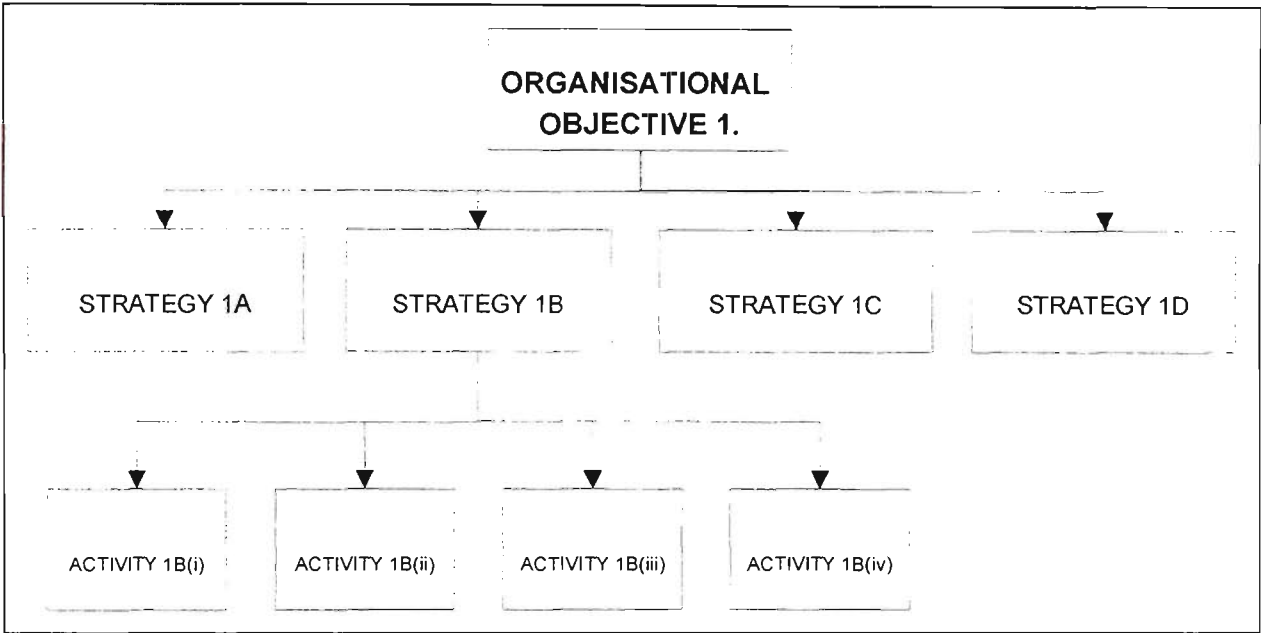 ORGANISATIONAL
OBJECTIVE 1.
STRATEGY 1A
STRATEGY 1B
STRATEGY 1C
STRATEGY 1D
ACTIVITY 1B(i)
ACTIVITY 1B(ii)
ACTIVITY 1B(iii)
ACTIVITY 1B(iv)